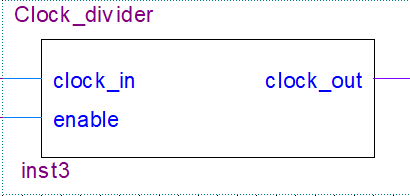 Clock_divider
clock_in clock_out
enable
inst3